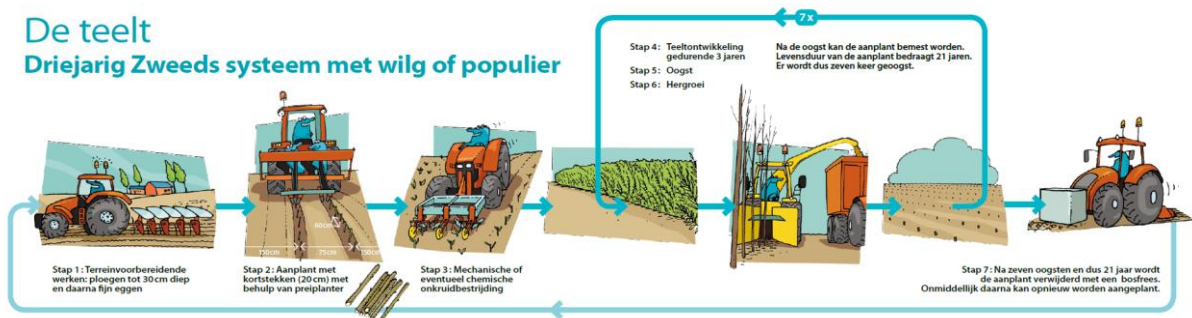 De teelt
Driejarig Zweeds systeem met wilg of populier
7x
Stap 4: Teeltontwikkeling
gedurende 3 jaren
Stap 5: Oogst
Stap 6: Hergroei
Na de oogst kan de aanplant bemest worden.
Levensduur van de aanplant bedraagt 21 jaren.
Er wordt dus zeven keer geoogst.
60cm
150cm
75cm
150cm
Stap 1: Terreinvoorbereidende
werken: ploegen tot 30cm diep
en daarna fijn eggen
Stap 2: Aanplant met
kortstekken (20cm) met
behulp van preiplanter
Stap 3: Mechanische of
eventueel chemische
onkruidbestrijding
Stap 7: Na zeven oogsten en dus 21 jaar wordt
de aanplant verwijderd met een bosfrees.
Onmiddellijk daarna kan opnieuw worden aangeplant.